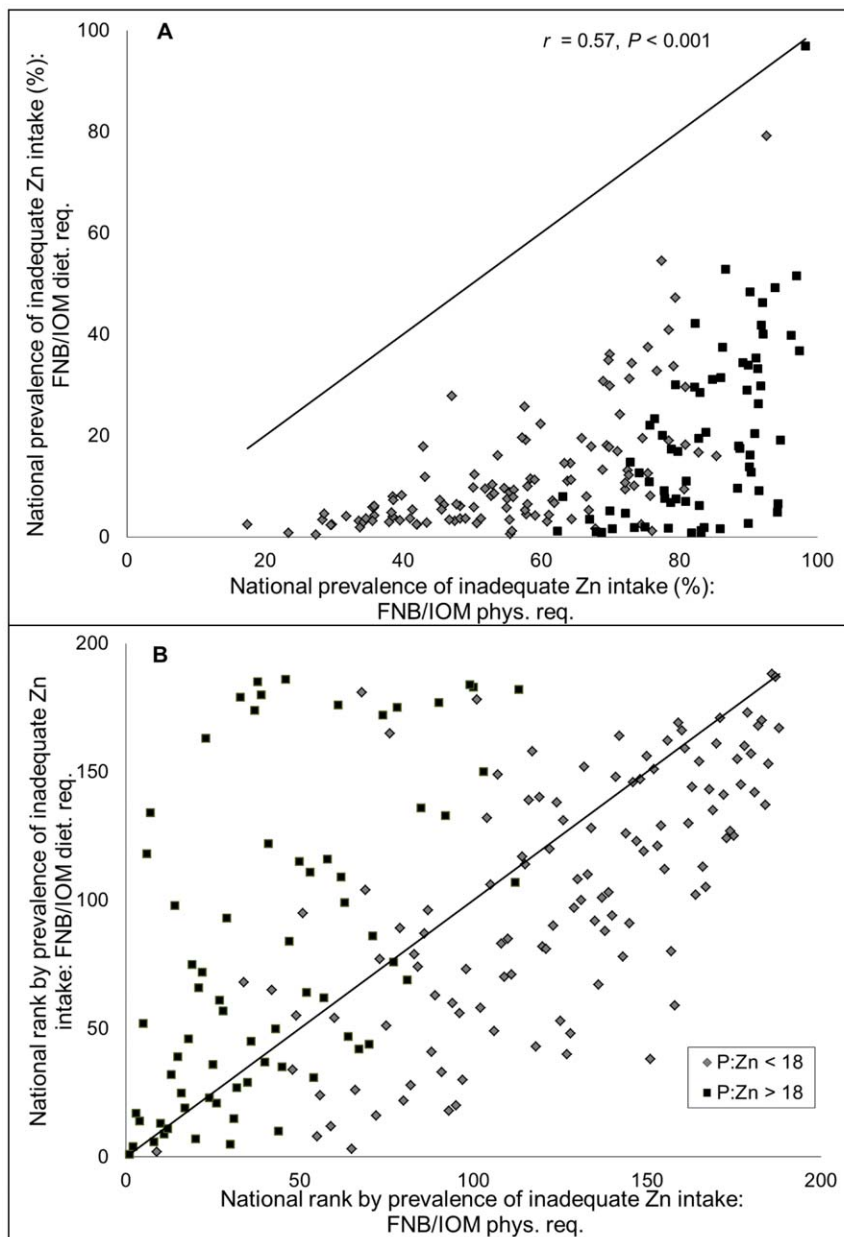 A
r = 0.57, P < 0.001
National prevalence of inadequate Zn intake (%):
FNB/IOM diet. req.
100
80
60
40
20
0
0 20 40 60 80 100
National prevalence of inadequate Zn intake (%):
FNB/IOM phys. req.
B
National rank by prevalence of inadequate Zn
intake: FNB/IOM diet. req.
200
150
100
50
0
P:Zn < 18
P:Zn > 18
0 50 100 150 200
National rank by prevalence of inadequate Zn intake:
FNB/IOM phys. req.